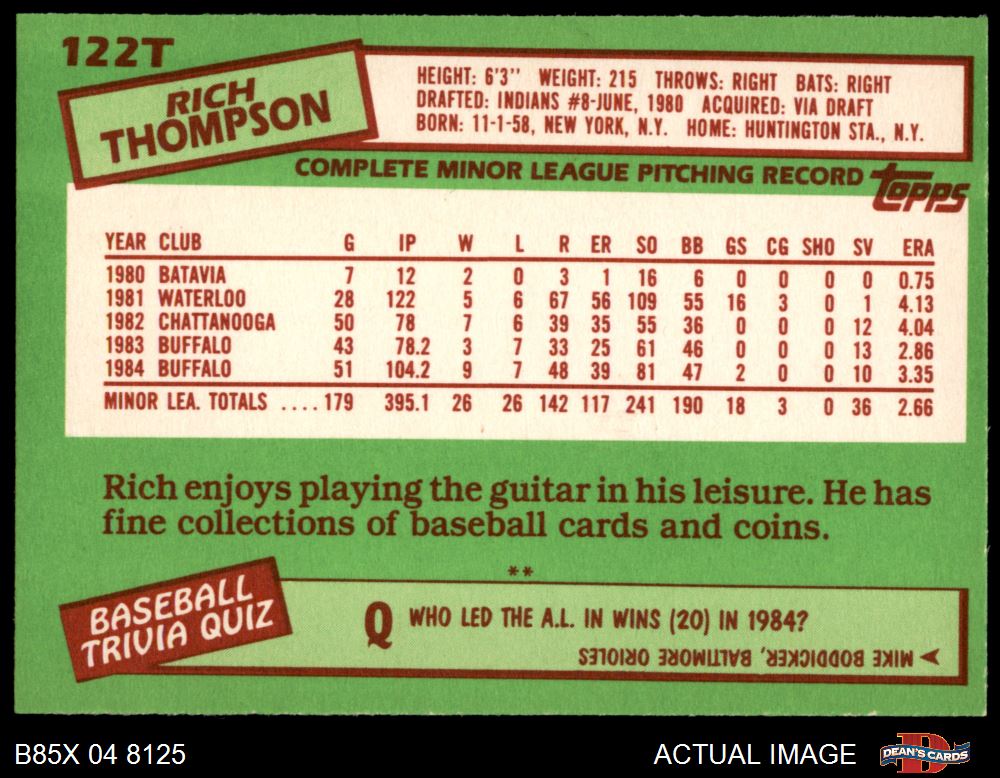 122T
RICH
THOMPSON
HEIGHT: 6'3" WEIGHT: 215 THROWS: RIGHT BATS: RIGHT
DRAFTED: INDIANS #8-JUNE, 1980 ACQUIRED: VIA DRAFT
BORN: 11-1-58, NEW YORK, N.Y. HOME: HUNTINGTON STA., N.Y.
COMPLETE MINOR LEAGUE PITCHING RECORD
topps
YEAR CLUB G IP W L R ER SO BB GS CG SHO SV ERA
1980 BATAVIA 7 12 2 0 3 1 16 6 0 0 0 0 0.75
1981 WATERLOO 28 122 5 6 67 56 109 55 16 3 0 1 4.13
1982 CHATTANOOGA 50 78 7 6 39 35 55 36 0 0 0 12 4.04
1983 BUFFALO 43 78.2 3 7 33 25 61 46 0 0 0 13 2.86
1984 BUFFALO 51 104.2 9 7 48 39 81 47 2 0 0 10 3.35
MINOR LEA. TOTALS ....179 395.1 26 26 142 117 241 190 18 3 0 36 2.66
Rich enjoys playing the guitar in his leisure. He has
fine collections of baseball cards and coins.
**
BASEBALL
TRIVIA QUIZ
Q WHO LED THE A.L. IN WINS (20) IN 1984?
MIKE BODDICKER, BALTIMORE ORIOLES
B85X 04 8125
ACTUAL IMAGE
DEAN'S CARDS